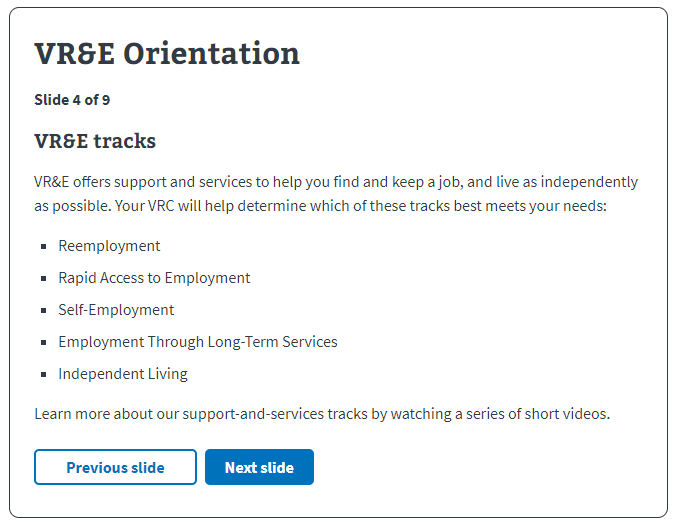 VR&E Orientation
Slide 4 of 9
VR&E tracks
VR&E offers support and services to help you find and keep a job, and live as independently
as possible. Your VRC will help determine which of these tracks best meets your needs:
▪ Reemployment
▪ Rapid Access to Employment
▪ Self-Employment
▪ Employment Through Long-Term Services
▪ Independent Living
Learn more about our support-and-services tracks by watching a series of short videos.
Previous slide Next slide